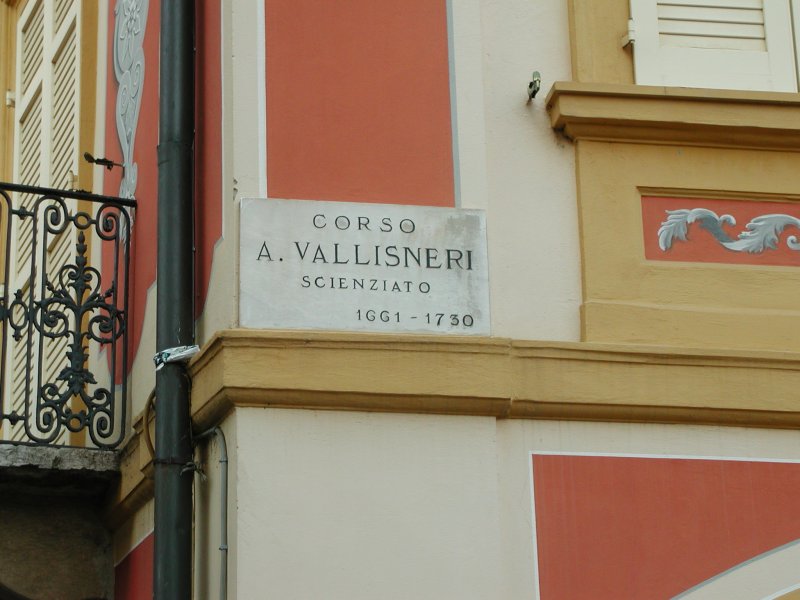 CORSO
A. VALLISNERI
SCIENZIATO
1661 - 1730